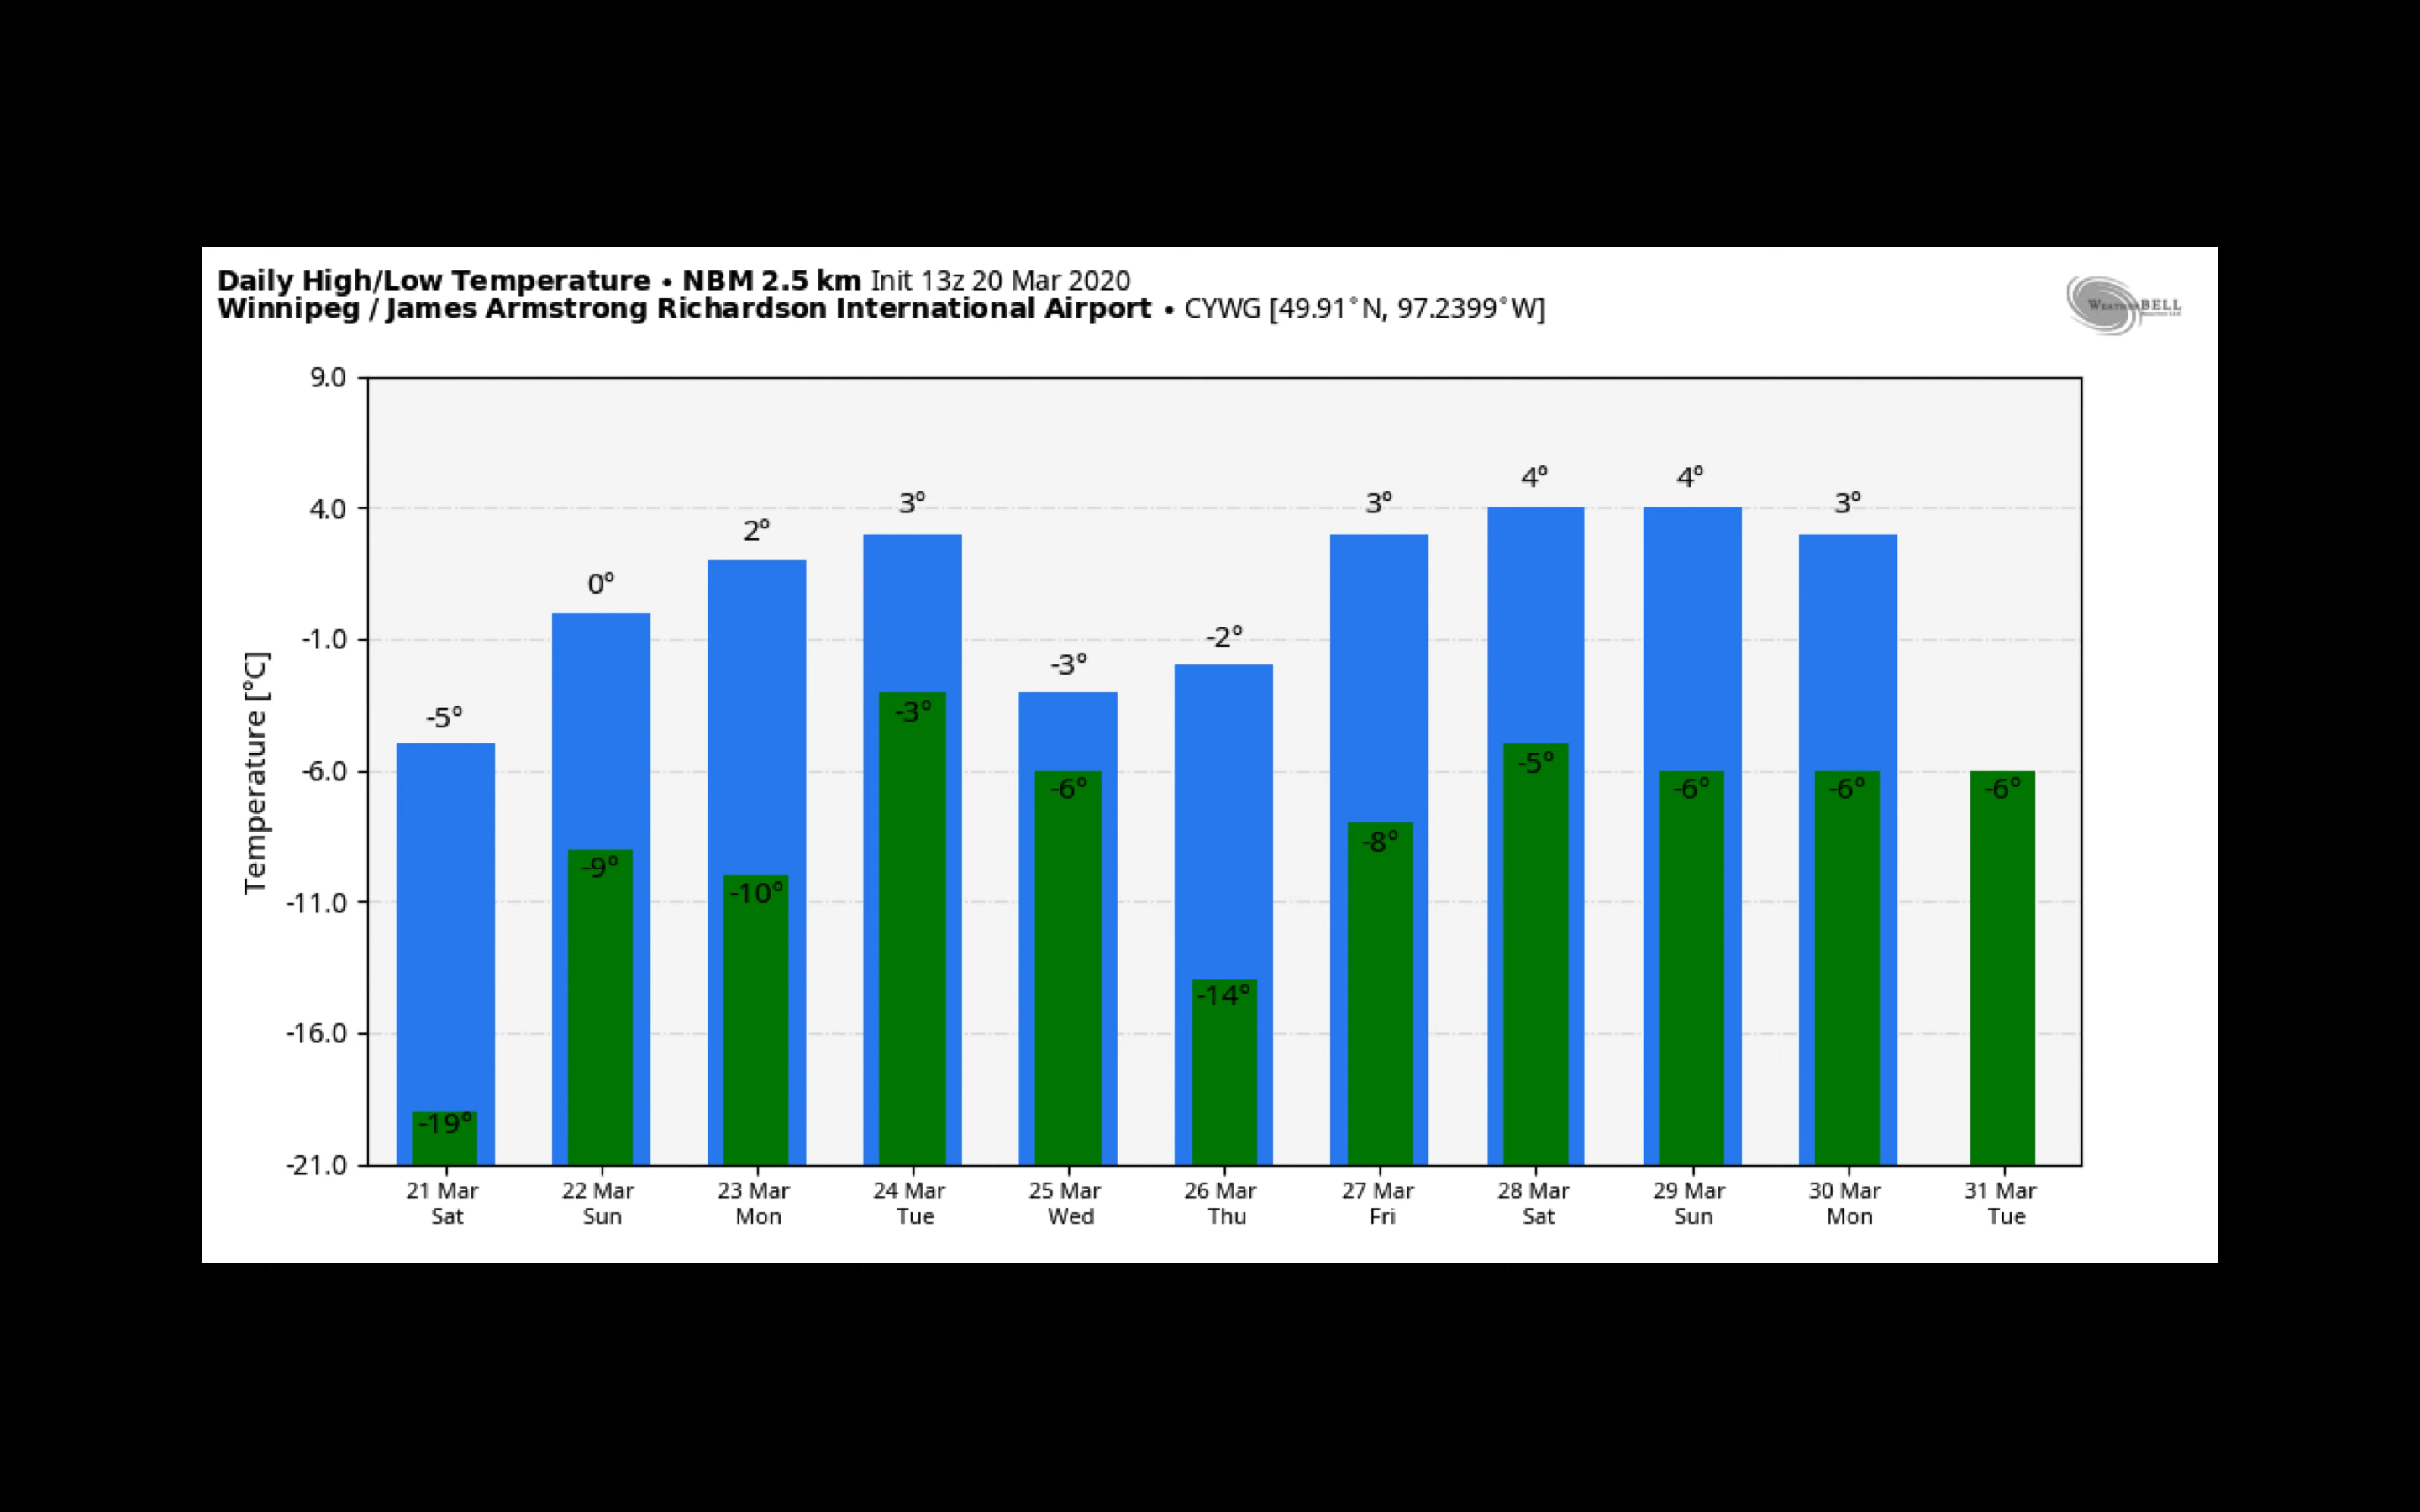 Daily High/Low Temperature • NBM 2.5 km Init 13z 20 Mar 2020
Winnipeg / James Armstrong Richardson International Airport • CYWG [49.91°N, 97.2399°W]
WEATHERBELL
Temperature [°C]
9.0
4.0
-1.0
-6.0
-11.0
-16.0
-21.0
-5°
0°
2°
3°
-3°
-2°
3°
4°
4°
3°
-19°
-9°
-10°
-3°
-6°
-14°
-8°
-5°
-6°
-6°
-6°
21 Mar
Sat
22 Mar
Sun
23 Mar
Mon
24 Mar
Tue
25 Mar
Wed
26 Mar
Thu
27 Mar
Fri
28 Mar
Sat
29 Mar
Sun
30 Mar
Mon
31 Mar
Tue